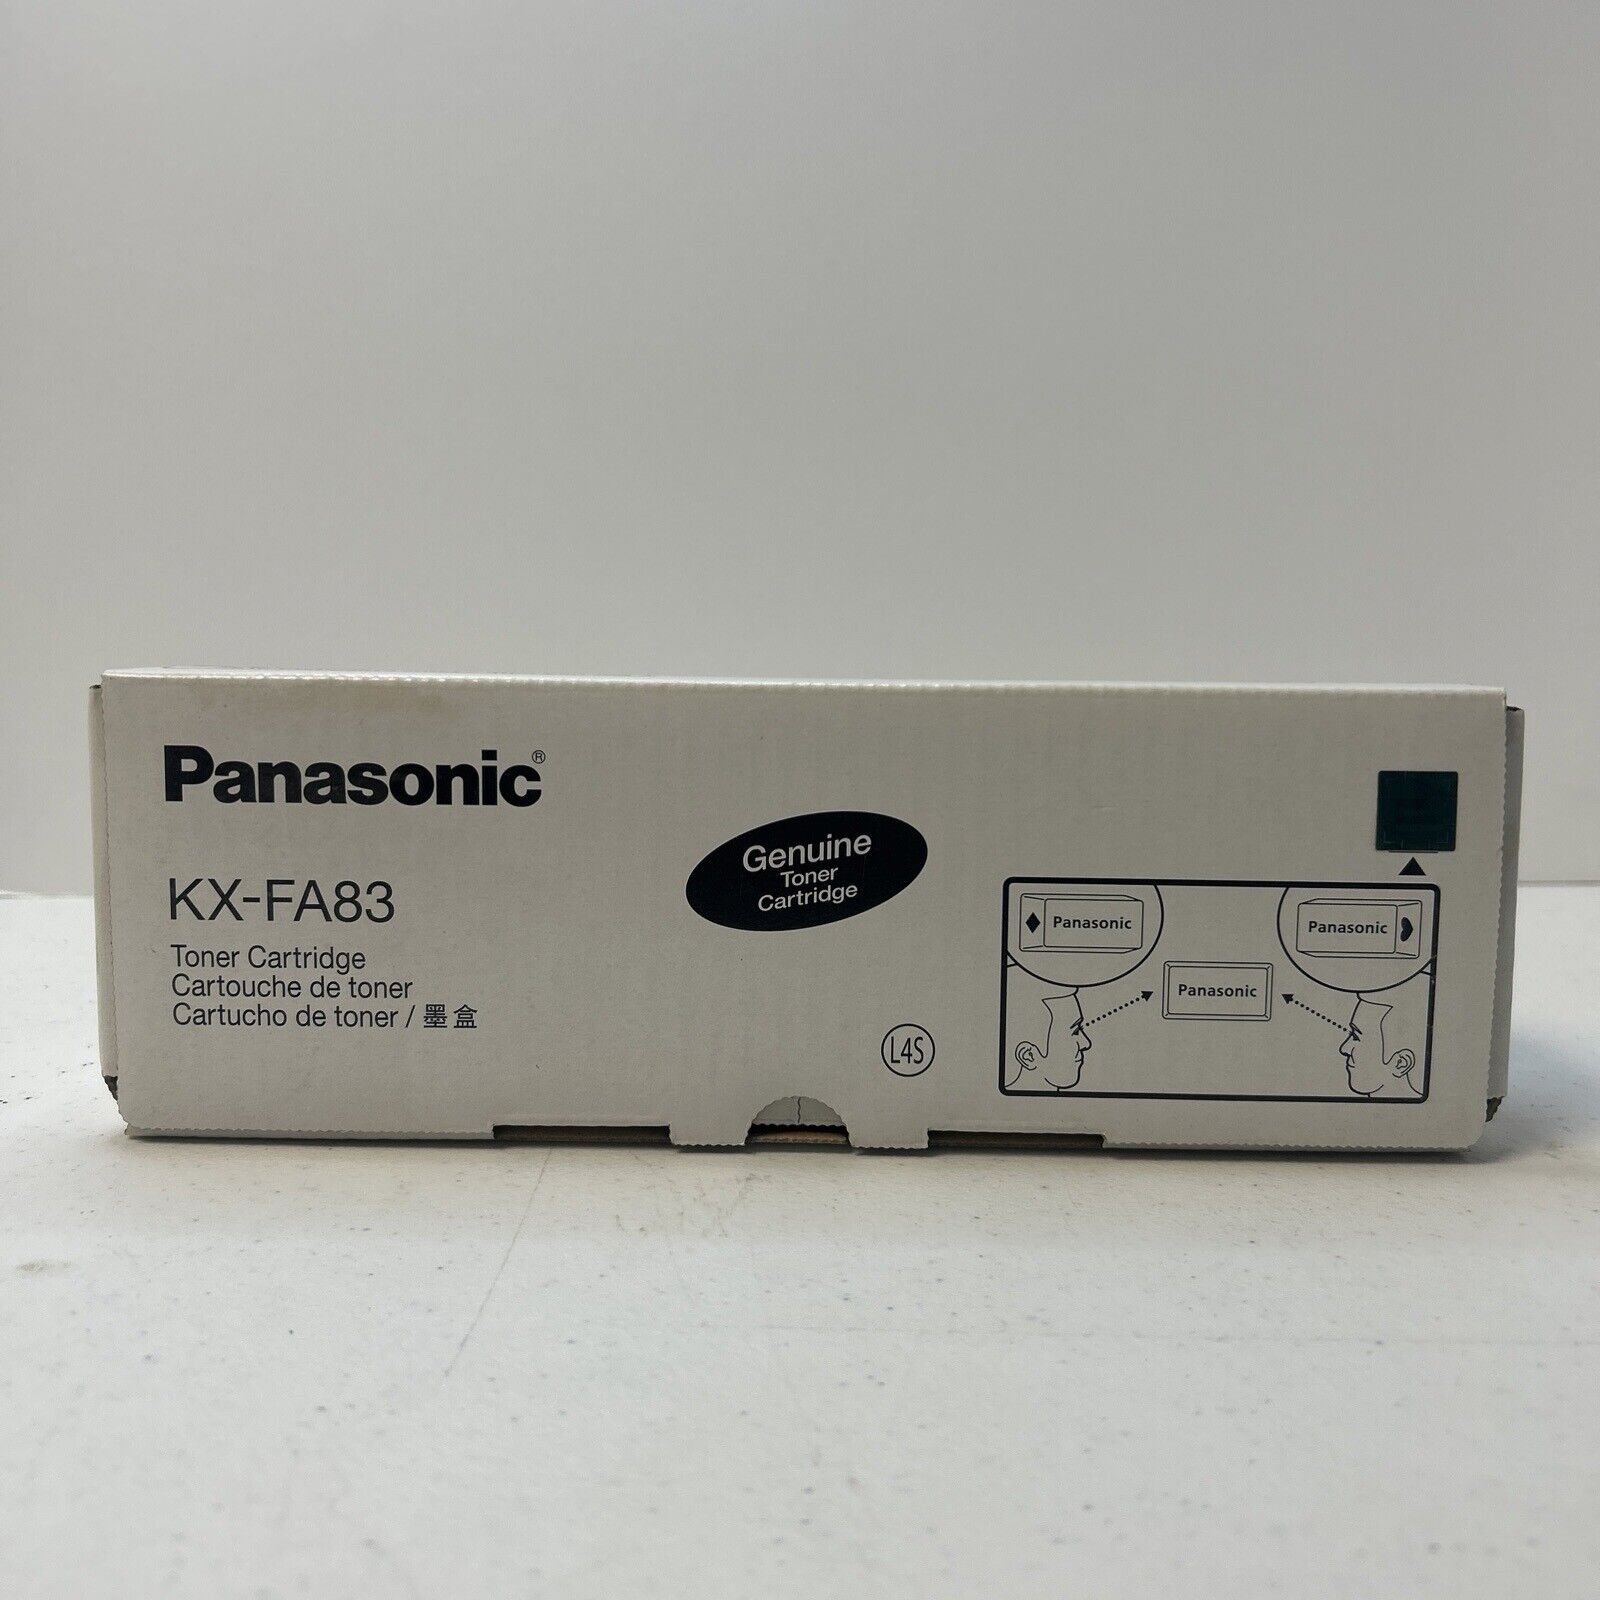 Panasonic®
KX-FA83
Toner Cartridge
Cartouche de toner
Cartucho de toner / 墨盒
Genuine
Toner
Cartridge
L4S
Panasonic
Panasonic
Panasonic